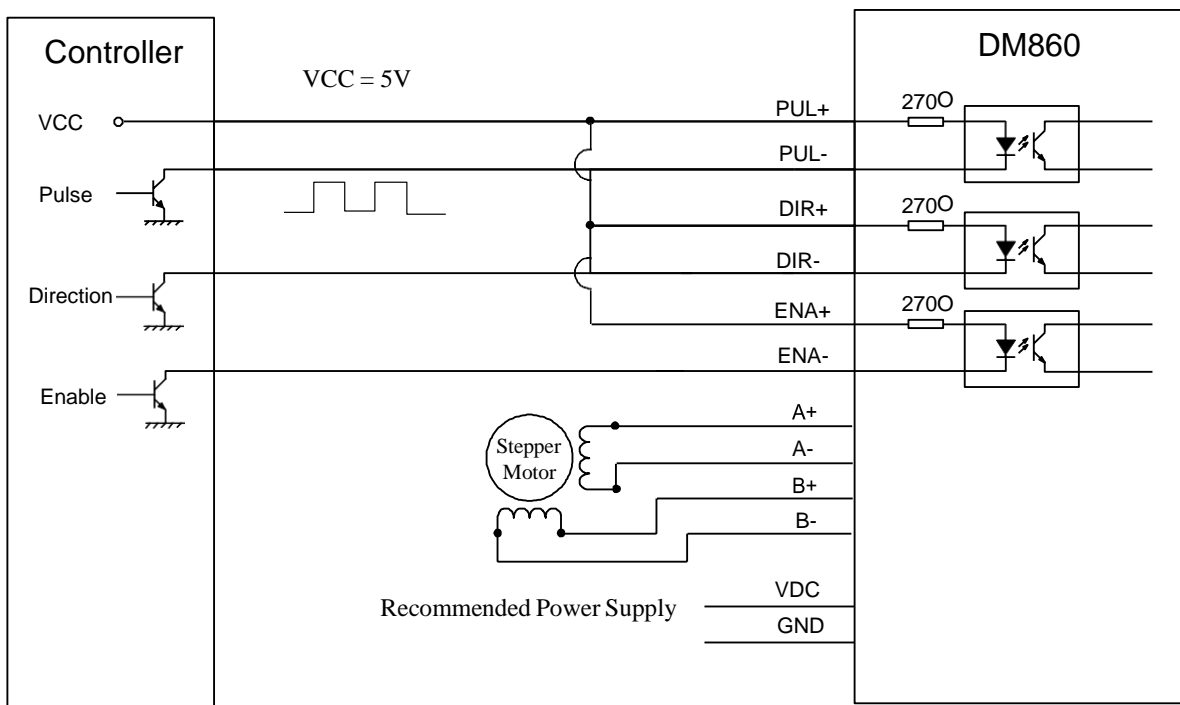 Controller
DM860
VCC = 5V
VCC
PUL+
270O
PUL-
Pulse
DIR+
270O
DIR-
Direction
ENA+
270O
ENA-
Enable
A+
Stepper
Motor
A-
B+
B-
Recommended Power Supply
VDC
GND